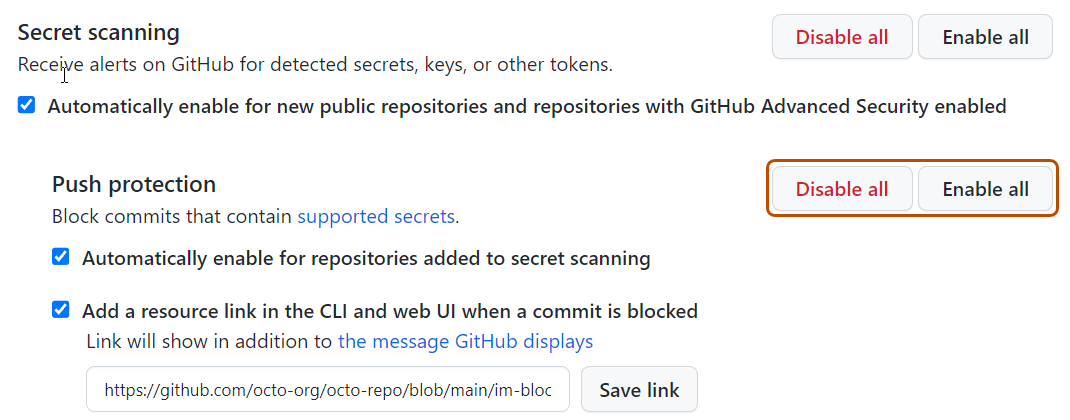 Secret scanning
Disable all
Enable all
Receive alerts on GitHub for detected secrets, keys, or other tokens.
Automatically enable for new public repositories and repositories with GitHub Advanced Security enabled
Push protection
Disable all
Enable all
Block commits that contain supported secrets.
Automatically enable for repositories added to secret scanning
Add a resource link in the CLI and web UI when a commit is blocked
Link will show in addition to the message GitHub displays
https://github.com/octo-org/octo-repo/blob/main/im-bloc
Save link